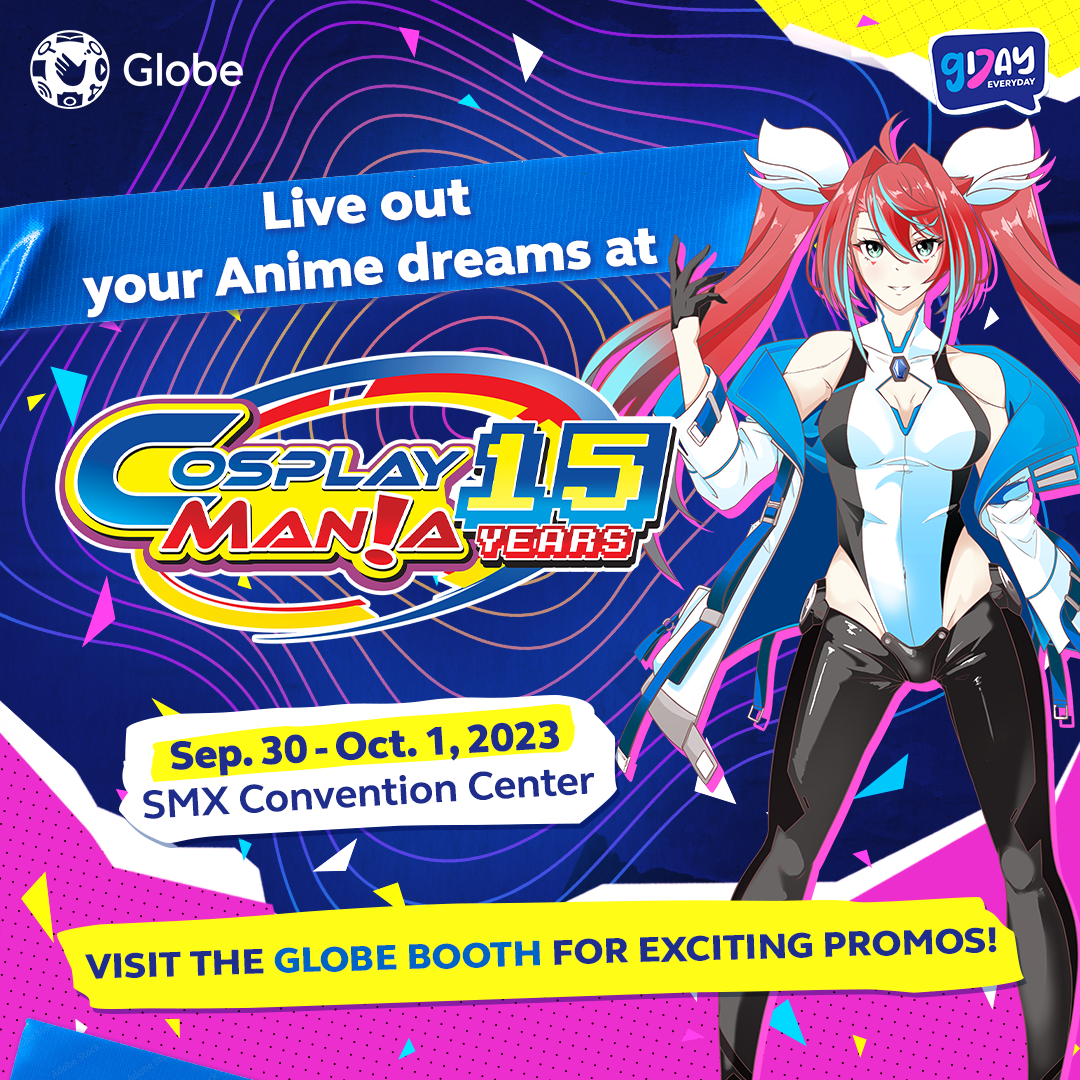 Globe
gDAY
EVERYDAY
Live out
your Anime dreams at
COSPLAY 15
MAN!A YEARS
Sep. 30 - Oct. 1, 2023
SMX Convention Center
VISIT THE GLOBE BOOTH FOR EXCITING PROMOS!